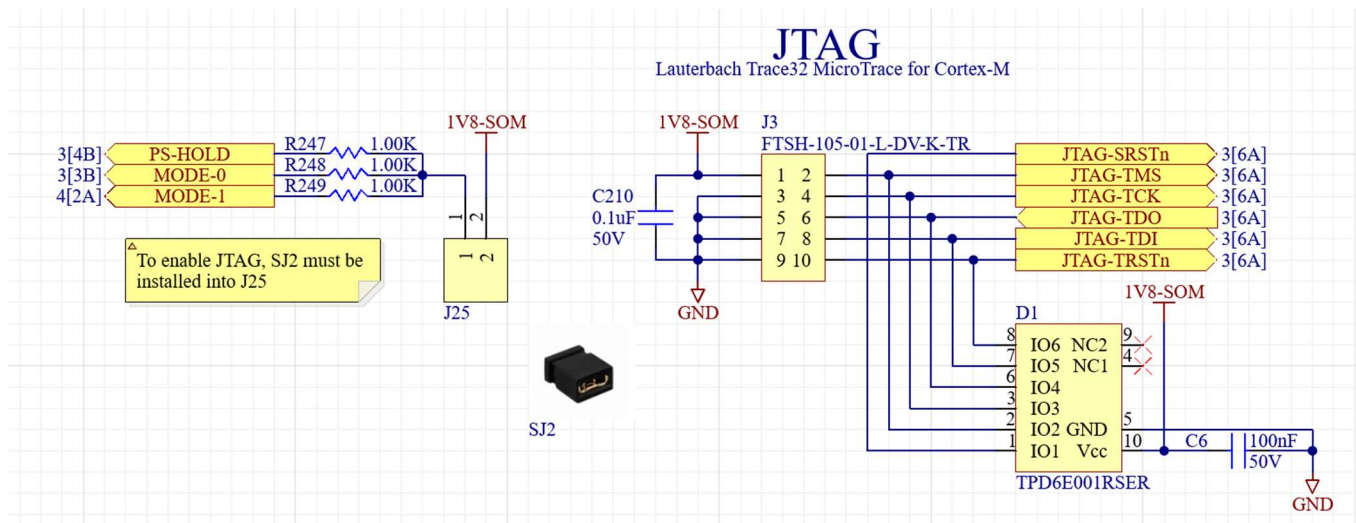 JTAG
Lauterbach Trace32 MicroTrace for Cortex-M
1V8-SOM
R247 1.00K
3[4B] PS-HOLD
R248 1.00K
3[3B] MODE-0
R249 1.00K
4[2A] MODE-1
1 2
1 2
J25
To enable JTAG, SJ2 must be
installed into J25
SJ2
1V8-SOM
J3
FTSH-105-01-L-DV-K-TR
C210
0.1uF
50V
1 2
3 4
5 6
7 8
9 10
GND
JTAG-SRSTn 3[6A]
JTAG-TMS 3[6A]
JTAG-TCK 3[6A]
JTAG-TDO 3[6A]
JTAG-TDI 3[6A]
JTAG-TRSTn 3[6A]
1V8-SOM
D1
8 IO6 NC2 9
7 IO5 NC1 4
6 IO4
3 IO3
2 IO2 GND 5
1 IO1 Vcc 10
TPD6E001RSER
C6 100nF
50V
GND